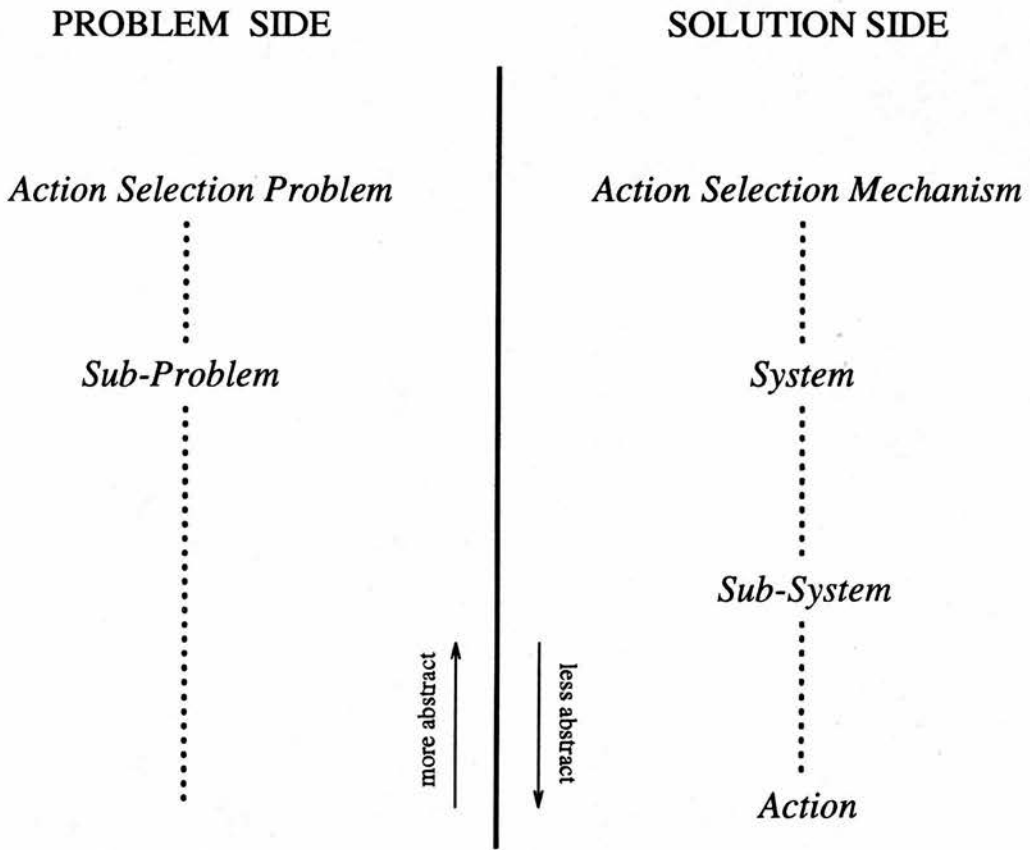 PROBLEM SIDE
SOLUTION SIDE
Action Selection Problem
Action Selection Mechanism
Sub-Problem
System
Sub-System
more abstract
less abstract
Action